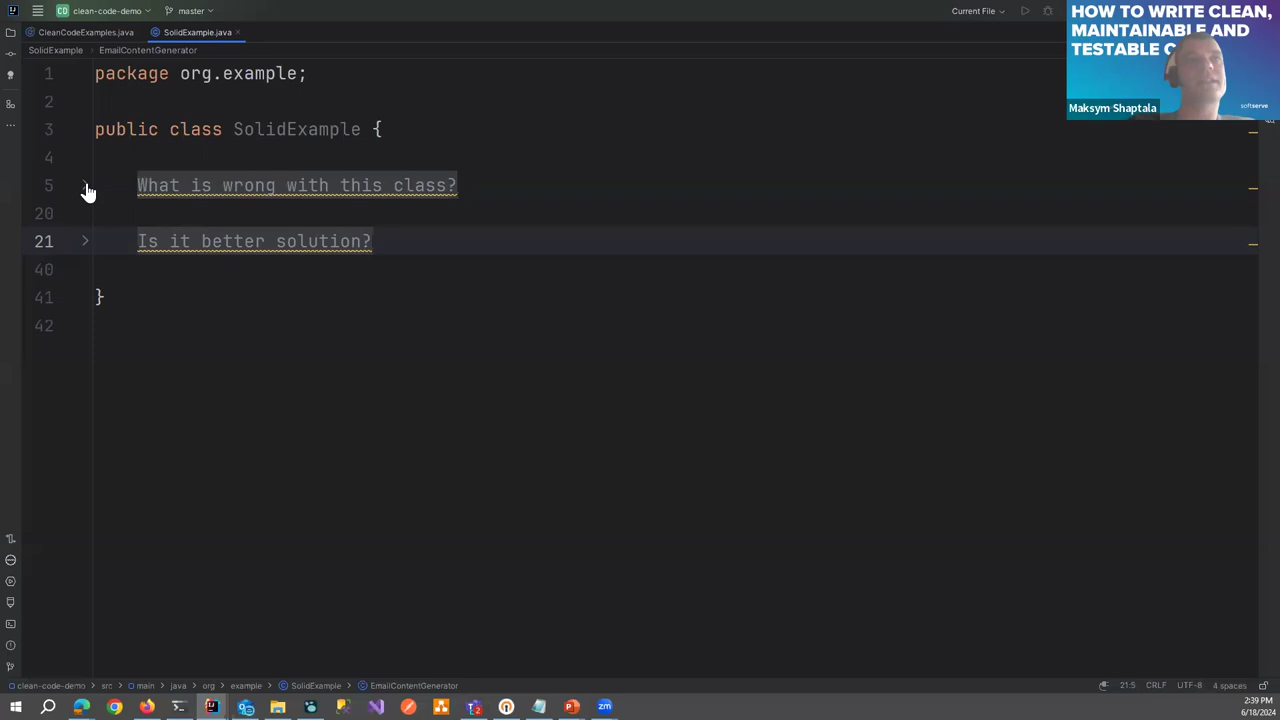 clean-code-demo
master
Current File
CleanCodeExamples.java
SolidExample.java
SolidExample
EmailContentGenerator
1 package org.example;
2
3 public class SolidExample {
4
5 What is wrong with this class?
20
21 Is it better solution?
40
41 }
42
HOW TO WRITE CLEAN,
MAINTAINABLE AND
TESTABLE C
Maksym Shaptala
softserve
clean-code-demo > src > main > java > org > example > SolidExample > EmailContentGenerator
21:5 CRLF UTF-8 4 spaces
2:39 PM
6/18/2024